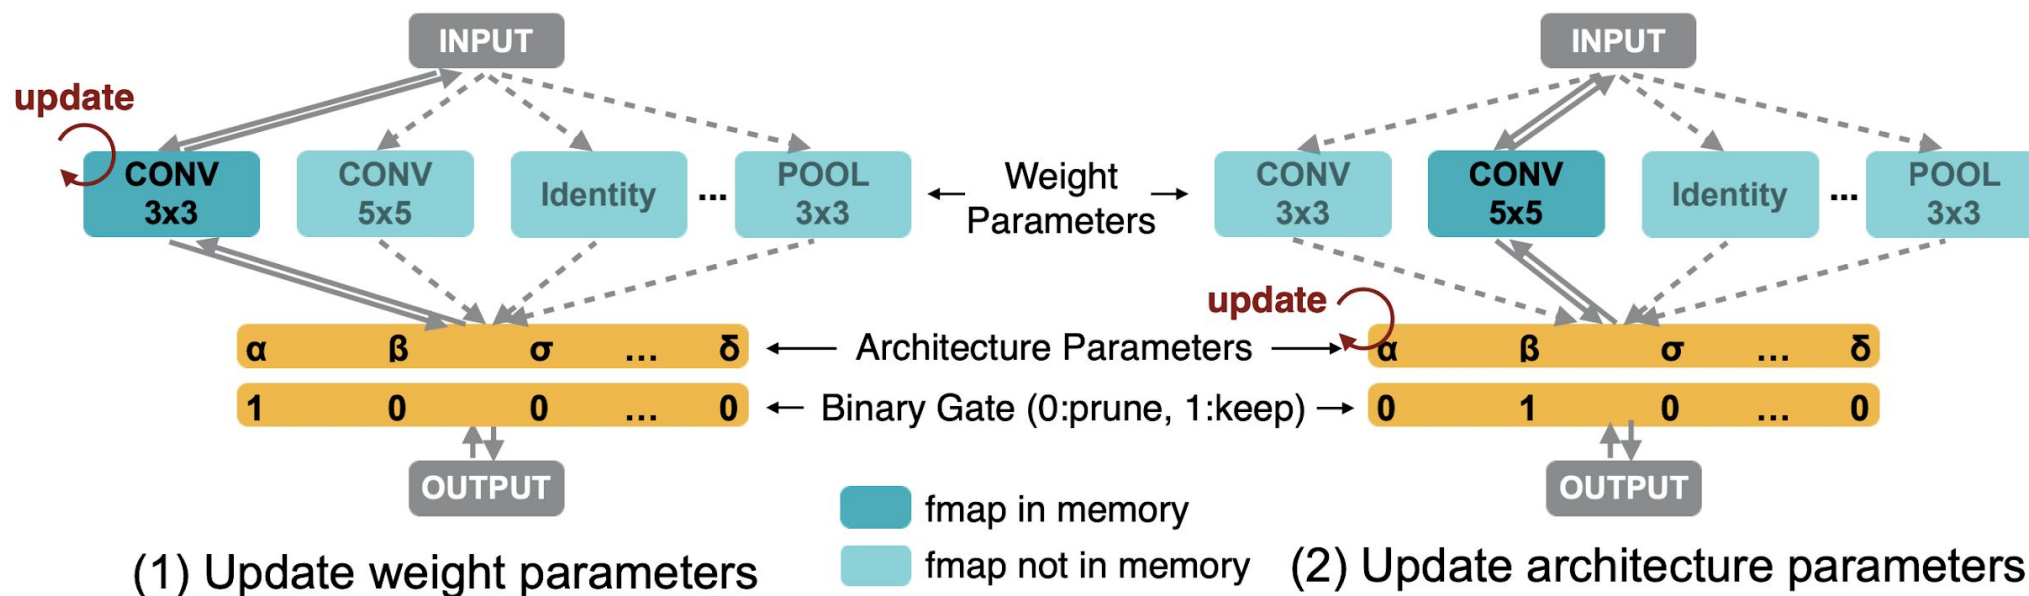 INPUT
update
CONV
3x3
CONV
5x5
Identity
...
POOL
3x3
α β σ ... δ
1 0 0 ... 0
OUTPUT
(1) Update weight parameters
Weight
Parameters
Architecture Parameters
Binary Gate (0:prune, 1:keep)
fmap in memory
fmap not in memory
INPUT
CONV
3x3
CONV
5x5
Identity
...
POOL
3x3
update
α β σ ... δ
0 1 0 ... 0
OUTPUT
(2) Update architecture parameters